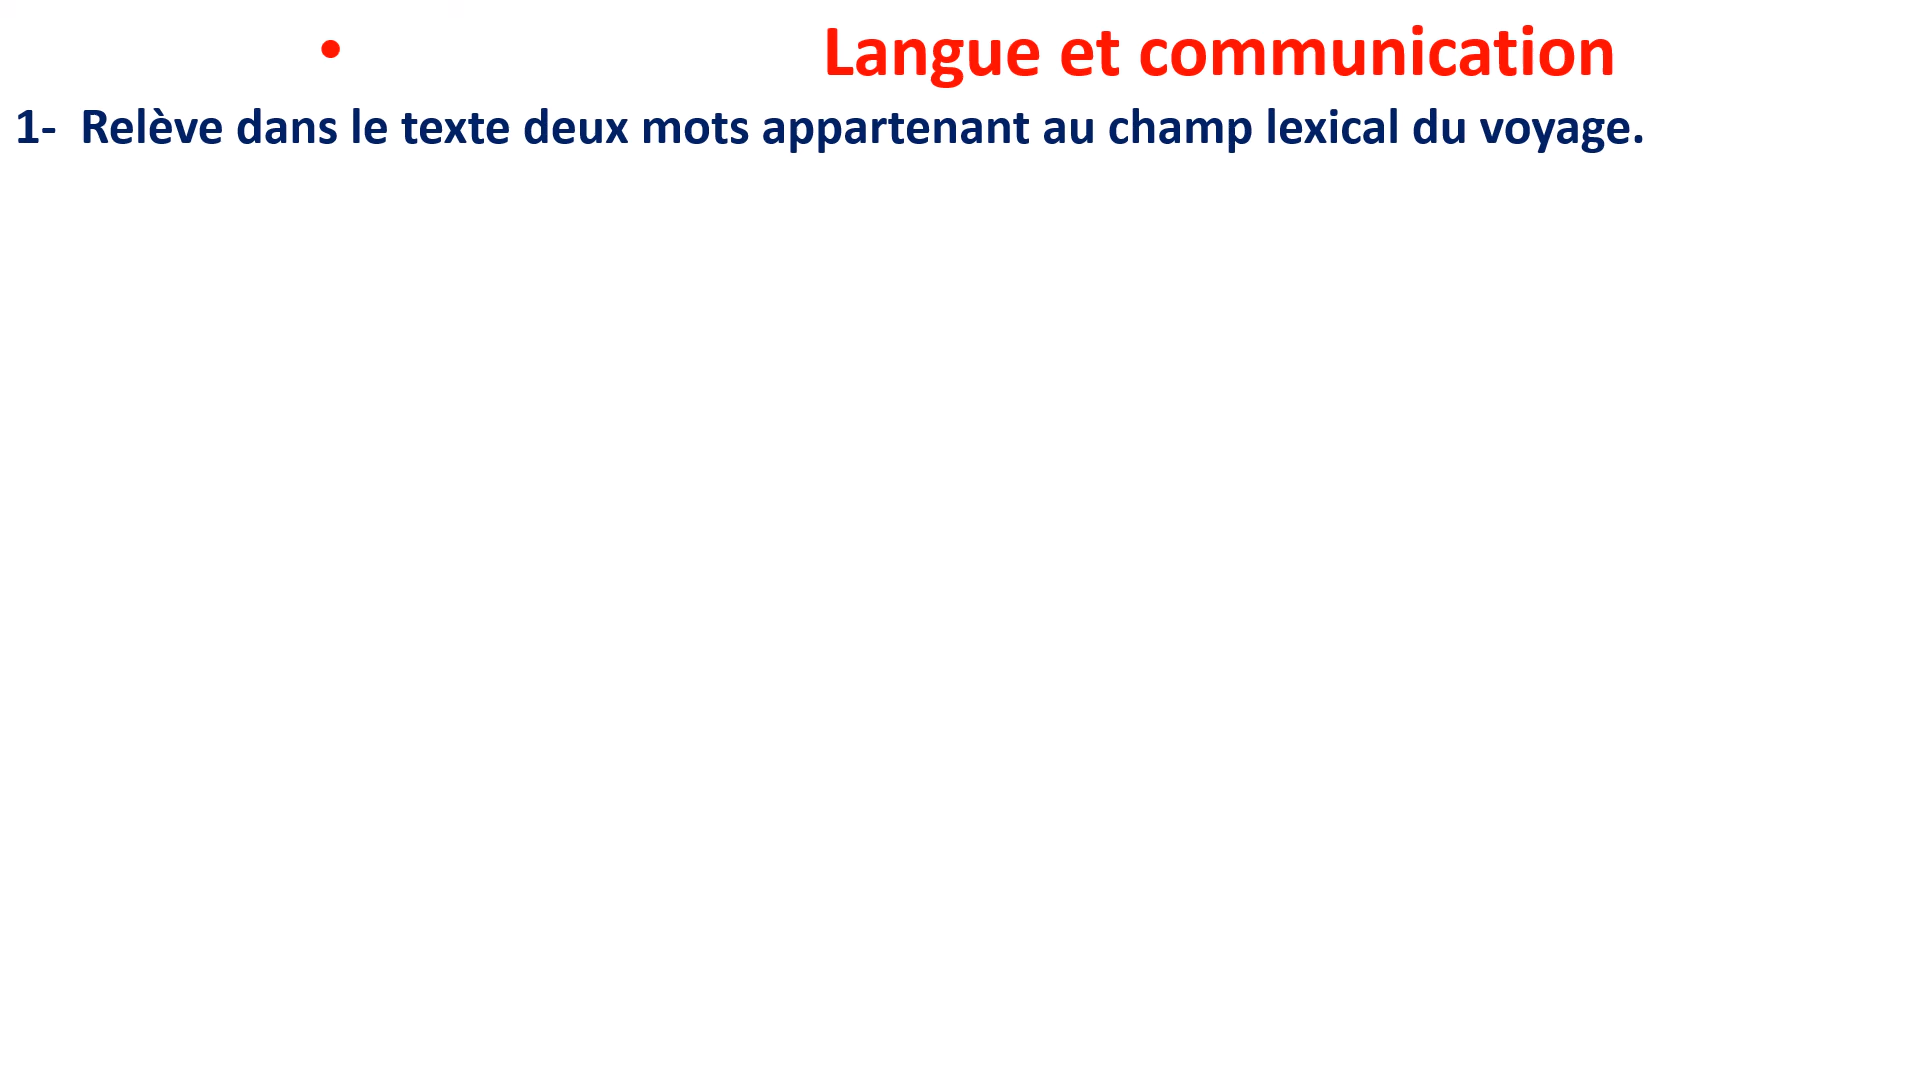 • Langue et communication
1- Relève dans le texte deux mots appartenant au champ lexical du voyage.